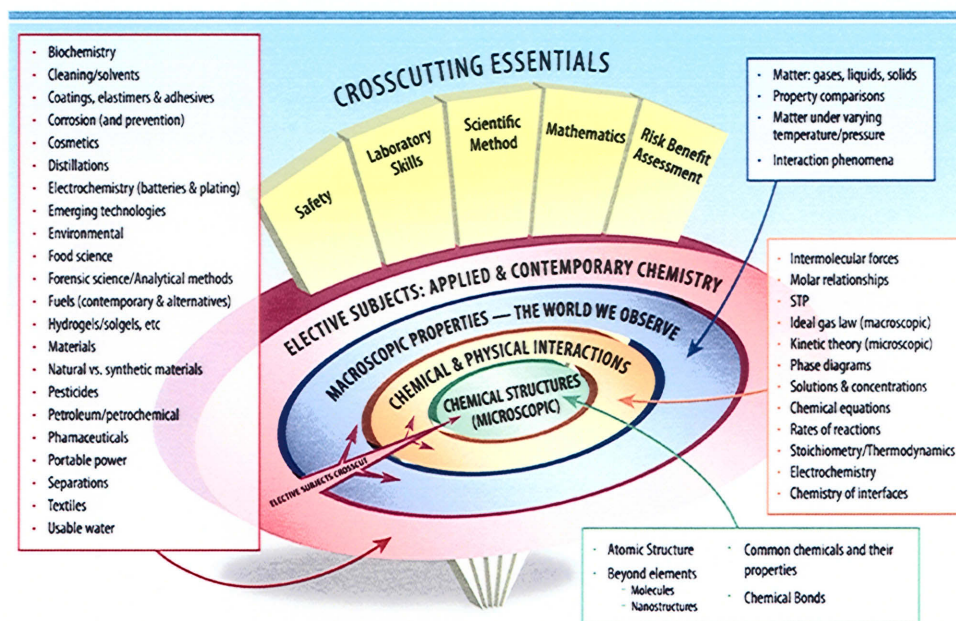 CROSSCUTTING ESSENTIALS
Safety
Laboratory
Skills
Scientific
Method
Mathematics
Risk Benefit
Assessment
ELECTIVE SUBJECTS: APPLIED & CONTEMPORARY CHEMISTRY
MACROSCOPIC PROPERTIES — THE WORLD WE OBSERVE
CHEMICAL & PHYSICAL INTERACTIONS
CHEMICAL STRUCTURES
(MICROSCOPIC)
ELECTIVE SUBJECTS CROSSCUT
· Biochemistry
· Cleaning/solvents
· Coatings, elastimers & adhesives
· Corrosion (and prevention)
· Cosmetics
· Distillations
· Electrochemistry (batteries & plating)
· Emerging technologies
· Environmental
· Food science
· Forensic science/Analytical methods
· Fuels (contemporary & alternatives)
· Hydrogels/solgels, etc
· Materials
· Natural vs. synthetic materials
· Pesticides
· Petroleum/petrochemical
· Phamaceuticals
· Portable power
· Separations
· Textiles
· Usable water
· Matter: gases, liquids, solids
· Property comparisons
· Matter under varying
temperature/pressure
· Interaction phenomena
· Intermolecular forces
· Molar relationships
· STP
· Ideal gas law (macroscopic)
· Kinetic theory (microscopic)
· Phase diagrams
· Solutions & concentrations
· Chemical equations
· Rates of reactions
· Stoichiometry/Thermodynamics
· Electrochemistry
· Chemistry of interfaces
· Atomic Structure
· Beyond elements
· Molecules
· Nanostructures
· Common chemicals and their
properties
· Chemical Bonds